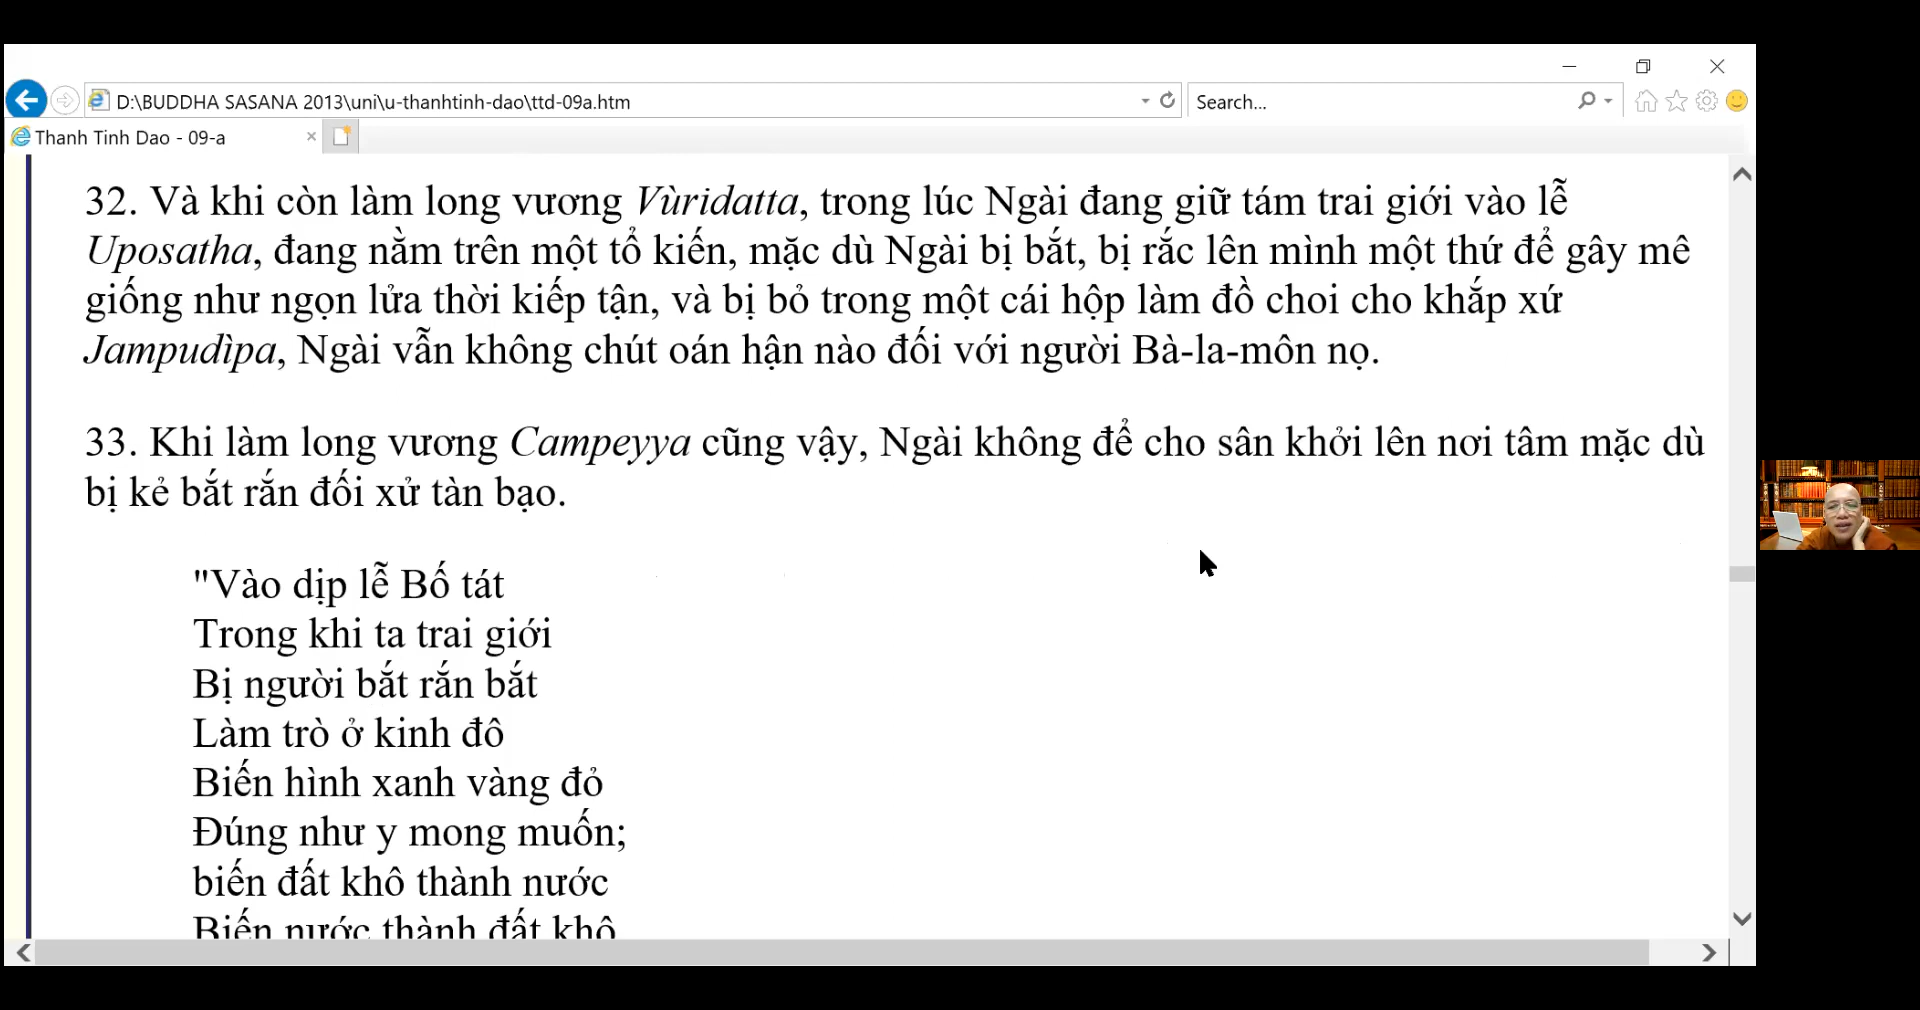 D:\BUDDHA SASANA 2013\uni\u-thanhtinh-dao\ttd-09a.htm
Search...
Thanh Tinh Dao - 09-a
32. Và khi còn làm long vương Vùridatta, trong lúc Ngài đang giữ tám trai giới vào lễ
Uposatha, đang nằm trên một tổ kiến, mặc dù Ngài bị bắt, bị rắc lên mình một thứ để gây mê
giống như ngọn lửa thời kiếp tận, và bị bỏ trong một cái hộp làm đồ choi cho khắp xứ
Jampudìpa, Ngài vẫn không chút oán hận nào đối với người Bà-la-môn nọ.
33. Khi làm long vương Campeyya cũng vậy, Ngài không để cho sân khởi lên nơi tâm mặc dù
bị kẻ bắt rắn đối xử tàn bạo.
"Vào dịp lễ Bố tát
Trong khi ta trai giới
Bị người bắt rắn bắt
Làm trò ở kinh đô
Biến hình xanh vàng đỏ
Đúng như y mong muốn;
biến đất khô thành nước
Biến nước thành đất khô